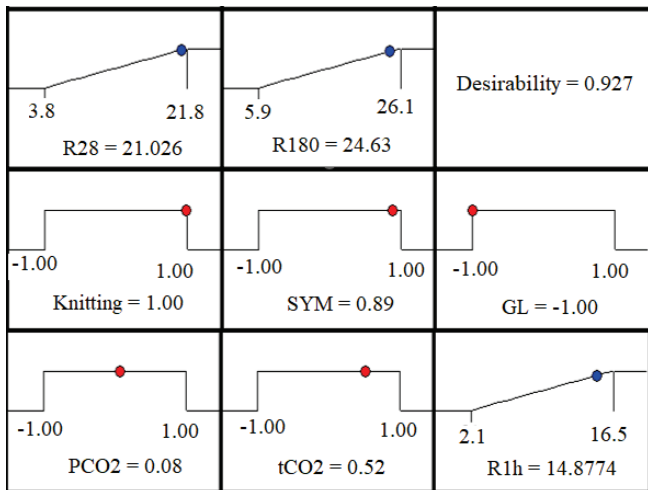 3.8 21.8
R28 = 21.026
5.9 26.1
R180 = 24.63
Desirability = 0.927
-1.00 1.00
Knitting = 1.00
-1.00 1.00
SYM = 0.89
-1.00 1.00
GL = -1.00
-1.00 1.00
PCO2 = 0.08
-1.00 1.00
tCO2 = 0.52
2.1 16.5
R1h = 14.8774